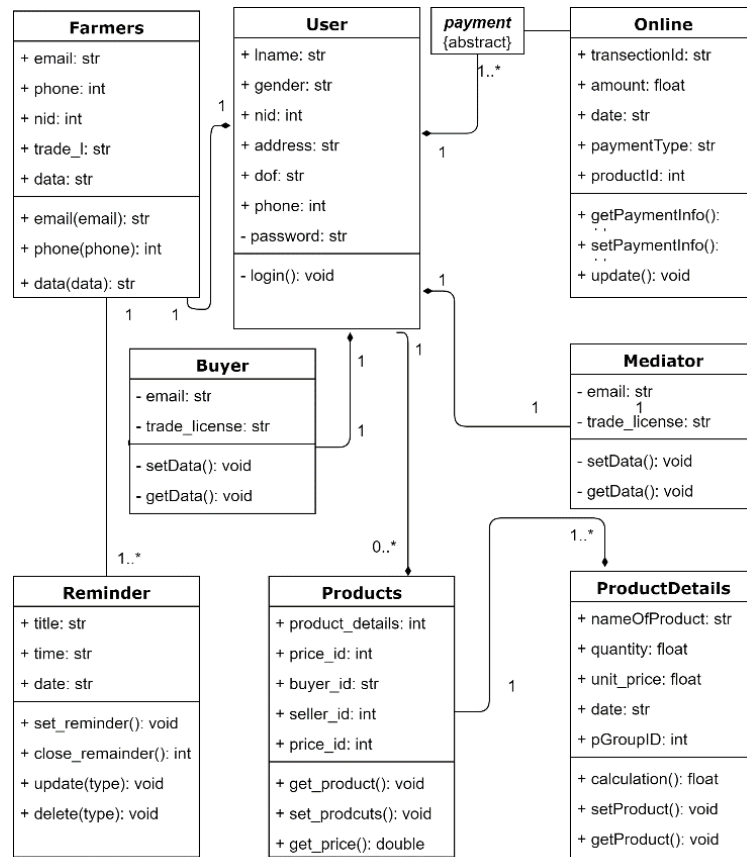 Farmers
+ email: str
+ phone: int
+ nid: int
+ trade_l: str
+ data: str
+ email(email): str
+ phone(phone): int
+ data(data): str
User
+ lname: str
+ gender: str
+ nid: int
+ address: str
+ dof: str
+ phone: int
- password: str
- login(): void
payment
{abstract}
Online
+ transectionId: str
+ amount: float
+ date: str
+ paymentType: str
+ productId: int
+ getPaymentInfo():
+ setPaymentInfo():
+ update(): void
1
1..*
1
1
1
1
1
1
Buyer
- email: str
- trade_license: str
- setData(): void
- getData(): void
1
1
Mediator
- email: str
- trade_license: str
1
- setData(): void
- getData(): void
1
1..*
0..*
1..*
1
Reminder
+ title: str
+ time: str
+ date: str
+ set_reminder(): void
+ close_remainder(): int
+ update(type): void
+ delete(type): void
Products
+ product_details: int
+ price_id: int
+ buyer_id: str
+ seller_id: int
+ price_id: int
+ get_product(): void
+ set_prodcuts(): void
+ get_price(): double
ProductDetails
+ nameOfProduct: str
+ quantity: float
+ unit_price: float
+ date: str
+ pGroupID: int
+ calculation(): float
+ setProduct(): void
+ getProduct(): void